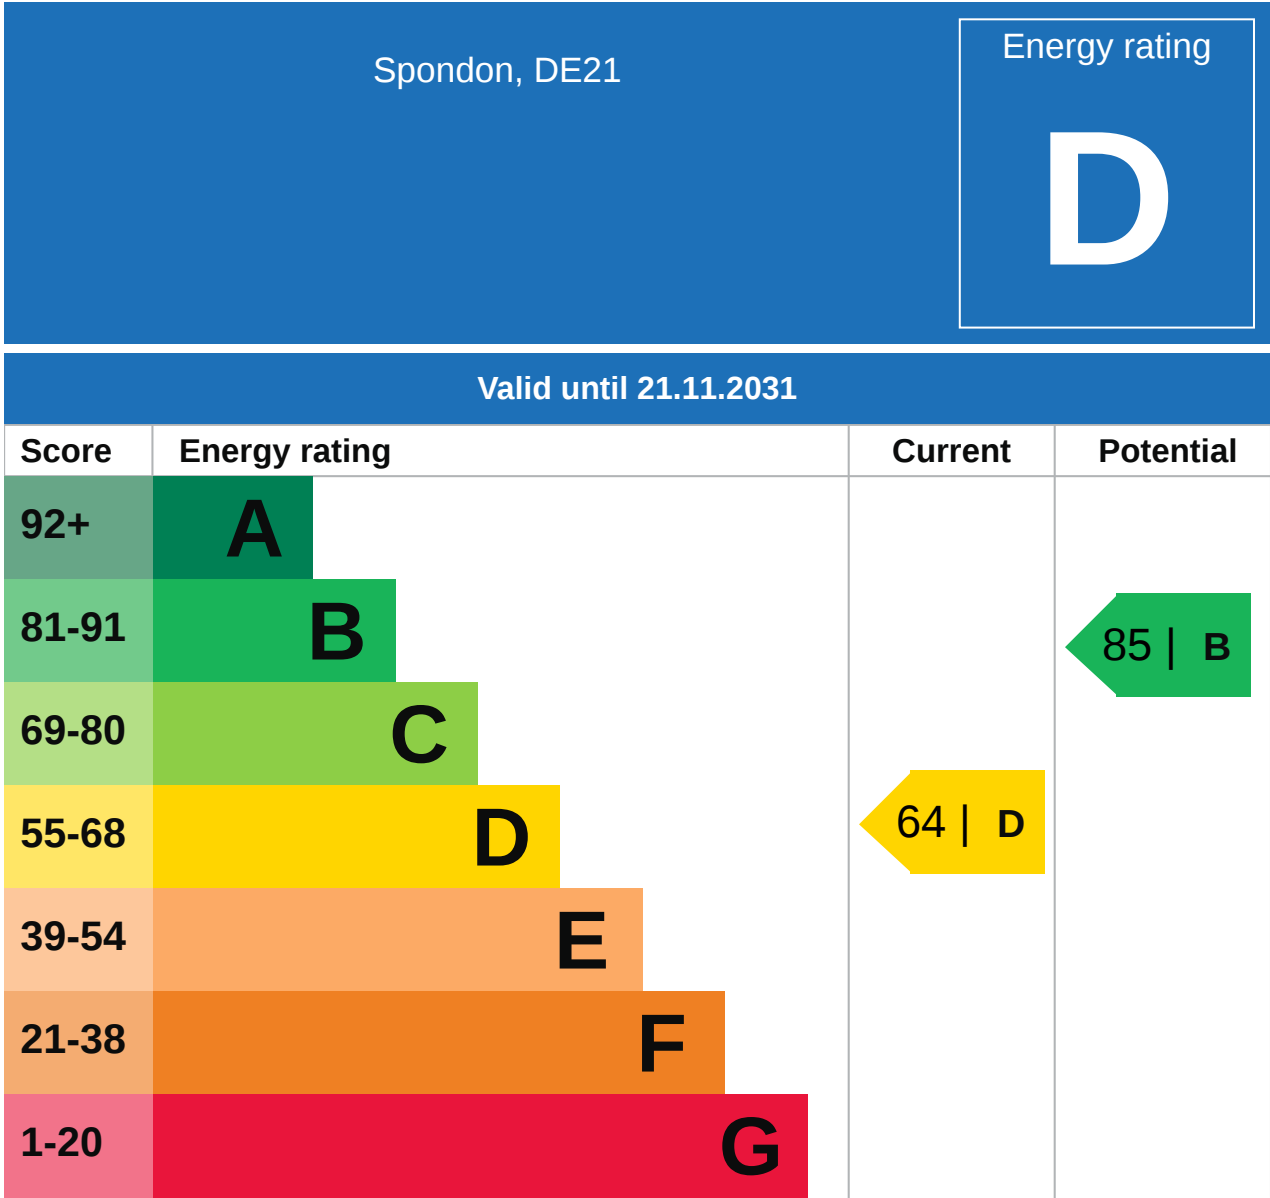 Spondon, DE21
Energy rating
D
Valid until 21.11.2031
Score Energy rating Current Potential
92+ A
81-91 B 85 | B
69-80 C
55-68 D 64 | D
39-54 E
21-38 F
1-20 G